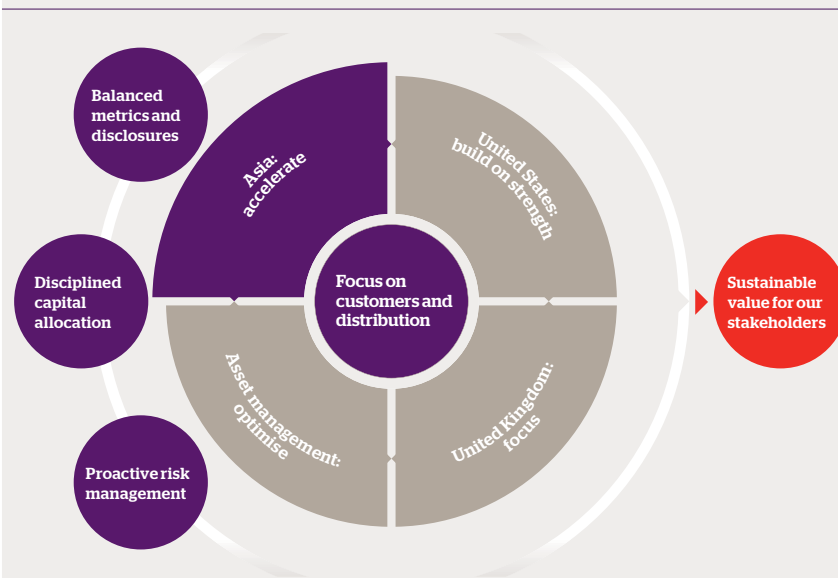 Balanced
metrics and
disclosures
Asia:
accelerate
United States:
build on strength
Disciplined
capital
allocation
Focus on
customers and
distribution
Sustainable
value for our
stakeholders
Asset management:
optimise
United Kingdom:
focus
Proactive risk
management